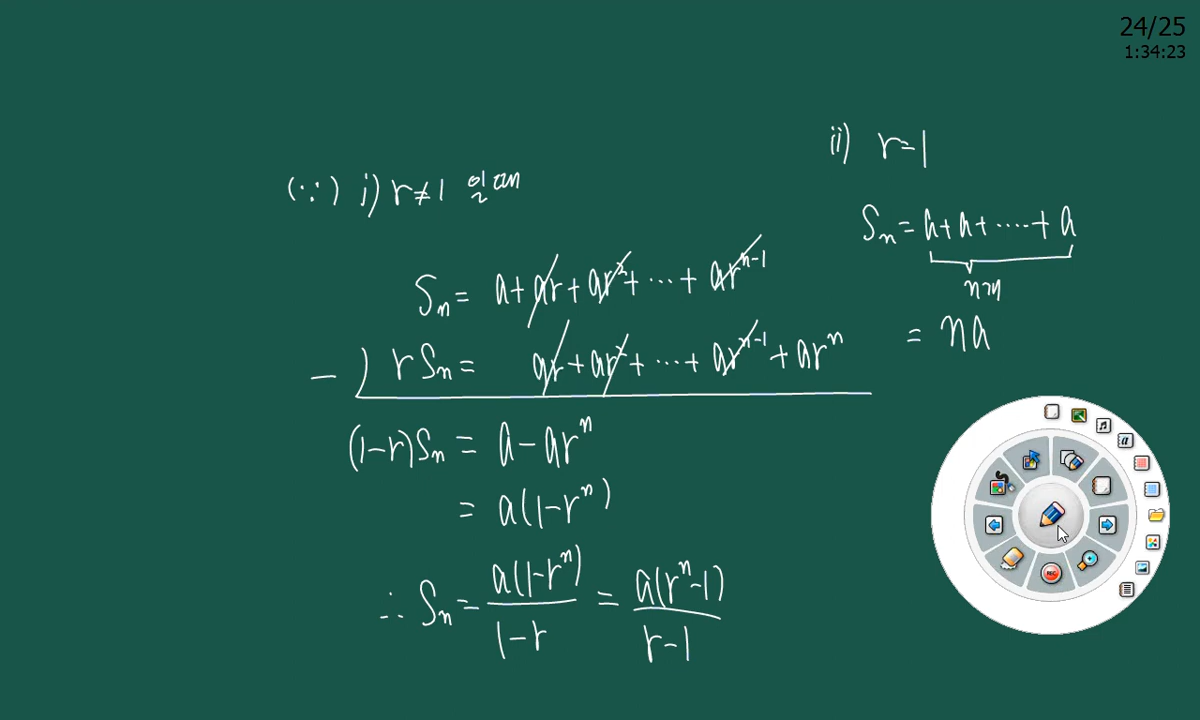 24/25
1:34:23
(∵) i) r≠1 일 때
Sₙ = a + ar + ar² + ⋯ + arⁿ⁻¹
−) rSₙ = ar + ar² + ⋯ + arⁿ⁻¹ + arⁿ
(1−r)Sₙ = a − arⁿ
= a(1−rⁿ)
∴ Sₙ = a(1−rⁿ)/(1−r) = a(rⁿ−1)/(r−1)
ii) r=1
Sₙ = a + a + ⋯⋯ + a
n개
= na
REC